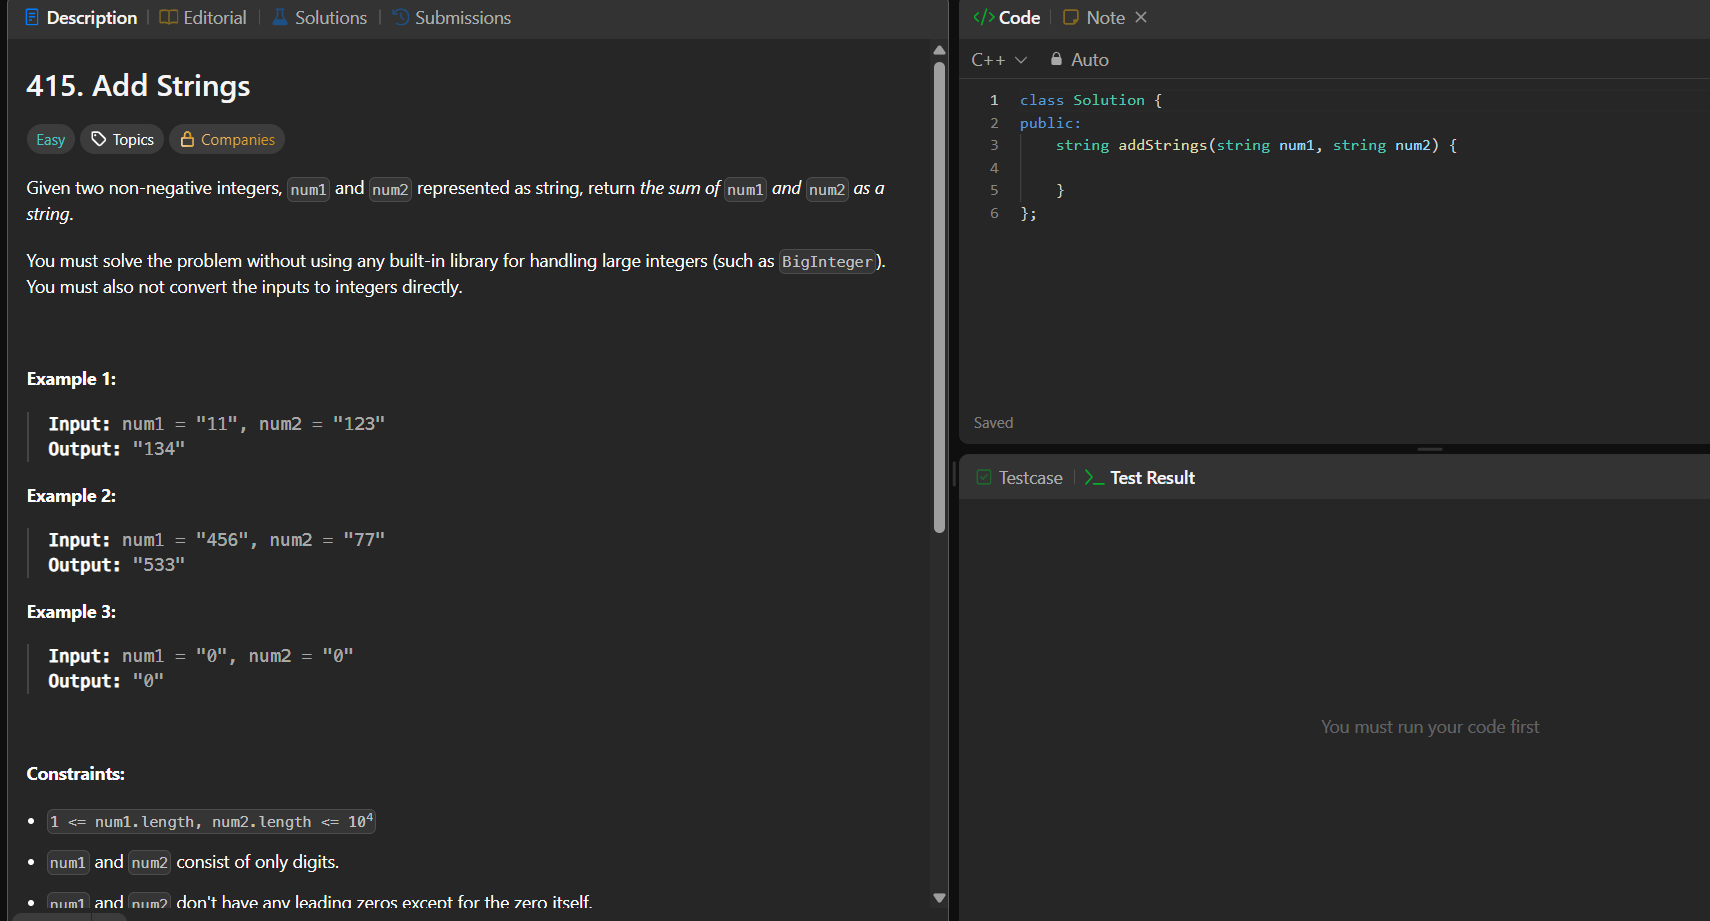 Description | Editorial | Solutions | Submissions
415. Add Strings
Easy Topics Companies
Given two non-negative integers, num1 and num2 represented as string, return the sum of num1 and num2 as a
string.
You must solve the problem without using any built-in library for handling large integers (such as BigInteger).
You must also not convert the inputs to integers directly.
Example 1:
Input: num1 = "11", num2 = "123"
Output: "134"
Example 2:
Input: num1 = "456", num2 = "77"
Output: "533"
Example 3:
Input: num1 = "0", num2 = "0"
Output: "0"
Constraints:
• 1 <= num1.length, num2.length <= 10⁴
• num1 and num2 consist of only digits.
• num1 and num2 don't have any leading zeros except for the zero itself.
</> Code | Note ×
C++ Auto
1 class Solution {
2 public:
3     string addStrings(string num1, string num2) {
4
5     }
6 };
Saved
Testcase | >_ Test Result
You must run your code first